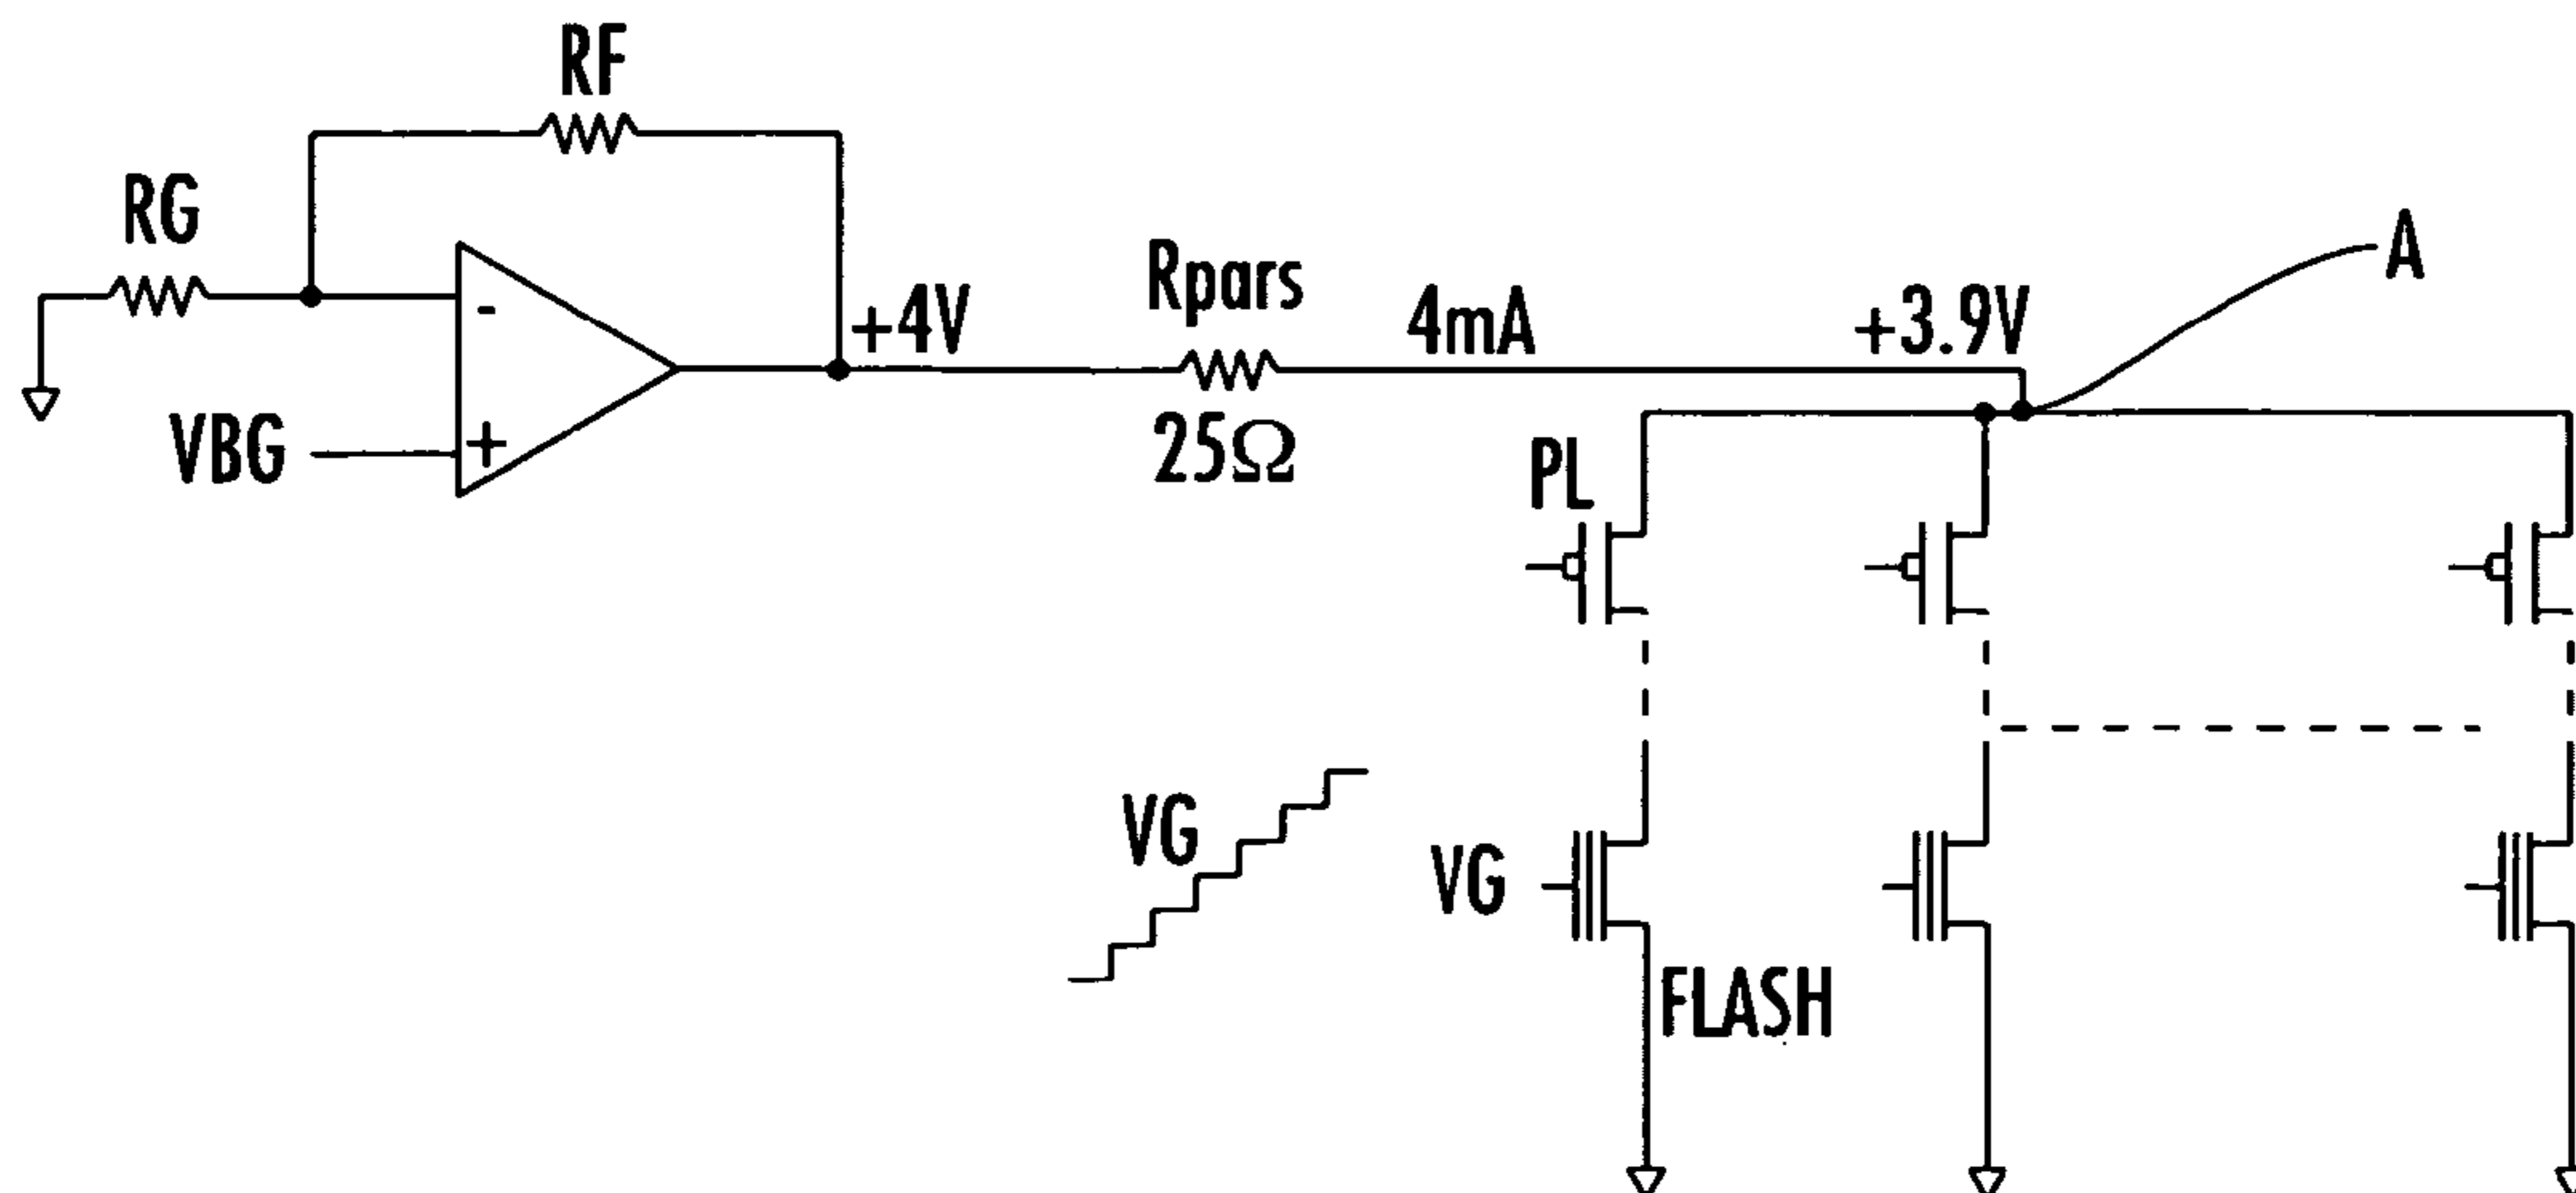 RF
RG
-
+4V
Rpars
4mA
+3.9V
A
VBG
+
25Ω
PL
VG
VG
FLASH